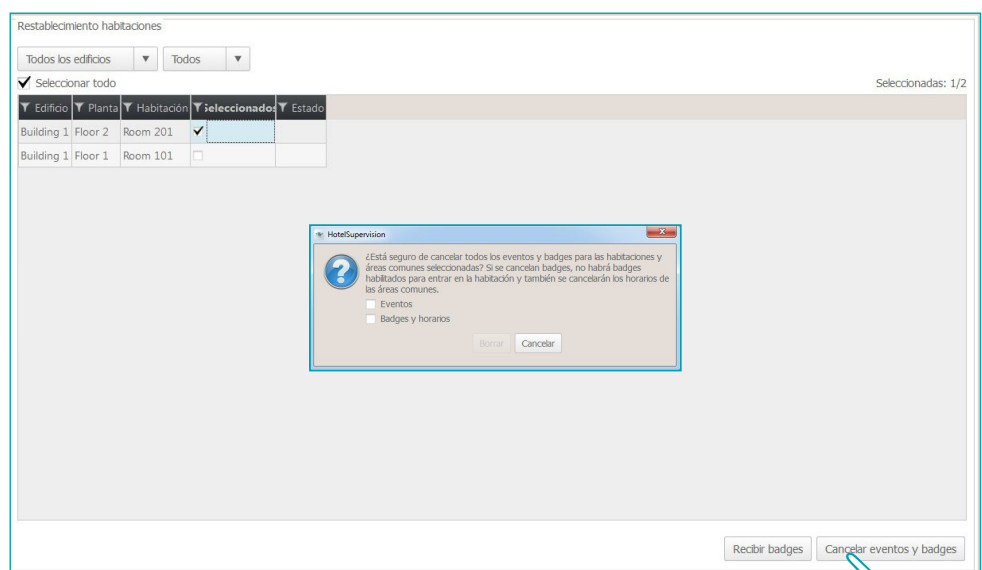 Restablecimiento habitaciones
Todos los edificios Todos
Seleccionar todo Seleccionadas: 1/2
Edificio Planta Habitación seleccionados Estado
Building 1 Floor 2 Room 201
Building 1 Floor 1 Room 101
HotelSupervision
¿Está seguro de cancelar todos los eventos y badges para las habitaciones y
áreas comunes seleccionadas? Si se cancelan badges, no habrá badges
habilitados para entrar en la habitación y también se cancelarán los horarios de
las áreas comunes.
Eventos
Badges y horarios
Borrar Cancelar
Recibir badges Cancelar eventos y badges